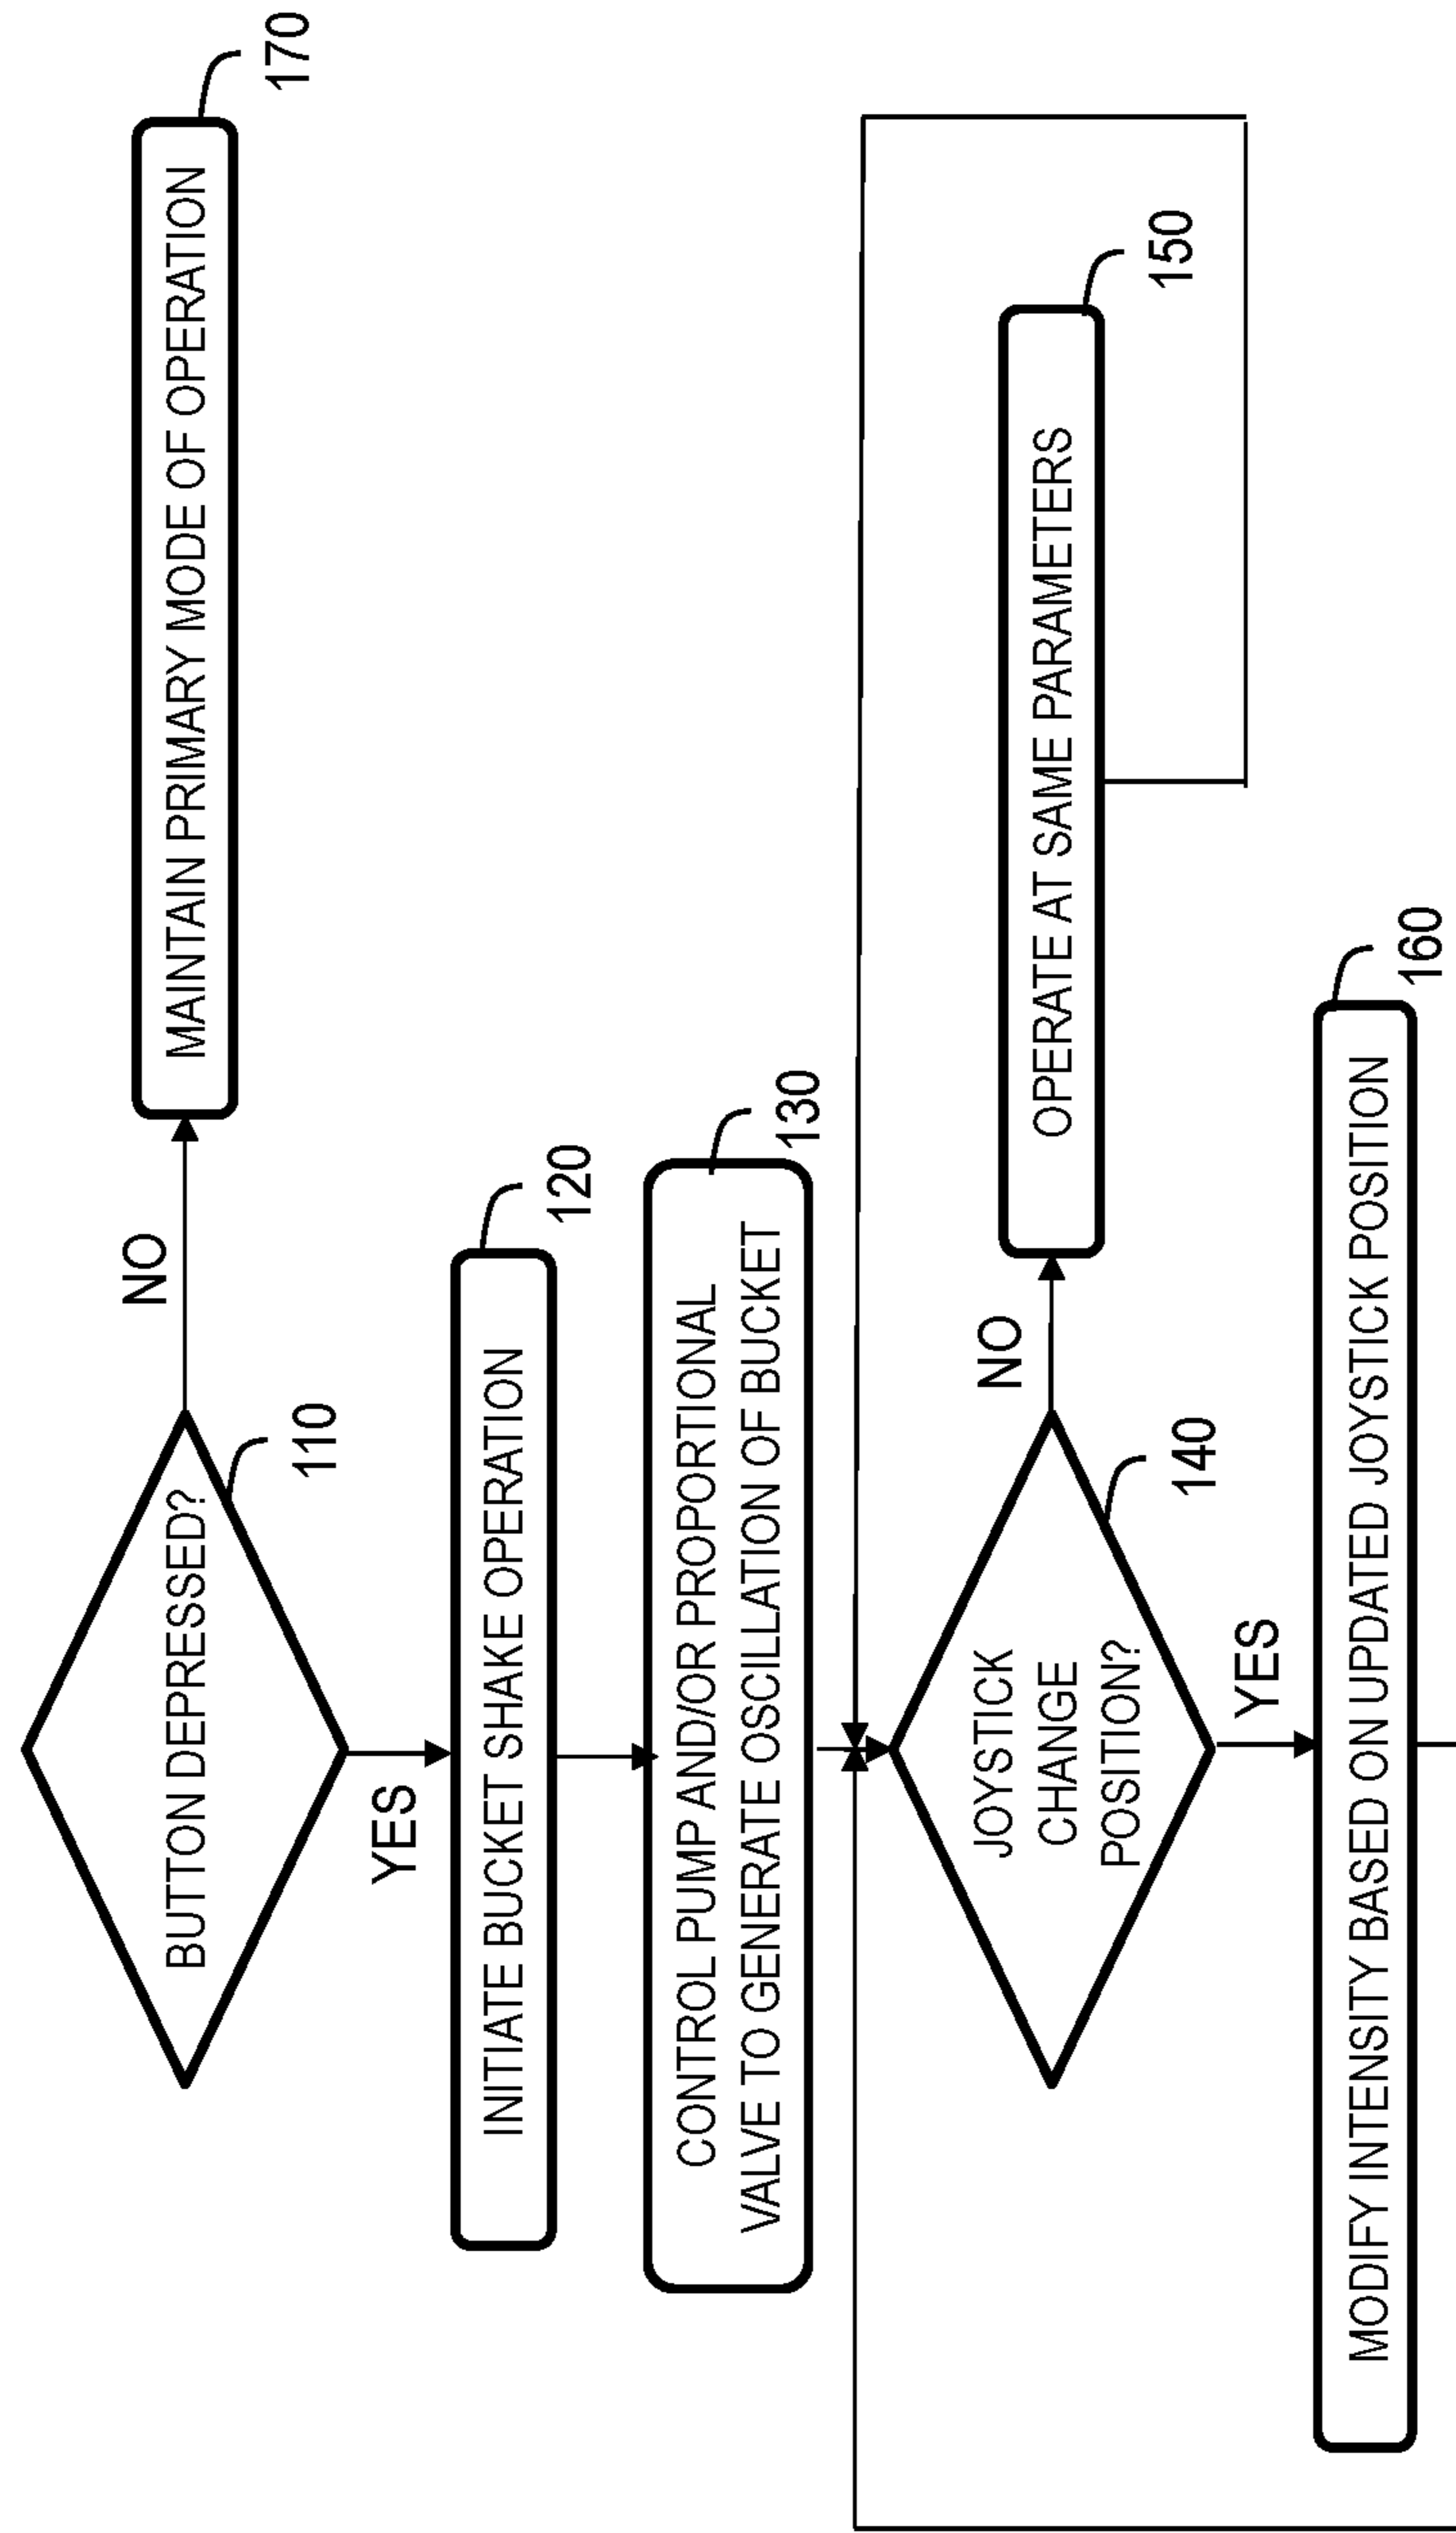 BUTTON DEPRESSED?
110
NO
MAINTAIN PRIMARY MODE OF OPERATION
170
YES
INITIATE BUCKET SHAKE OPERATION
120
CONTROL PUMP AND/OR PROPORTIONAL
VALVE TO GENERATE OSCILLATION OF BUCKET
130
JOYSTICK
CHANGE
POSITION?
140
NO
OPERATE AT SAME PARAMETERS
150
YES
MODIFY INTENSITY BASED ON UPDATED JOYSTICK POSITION
160